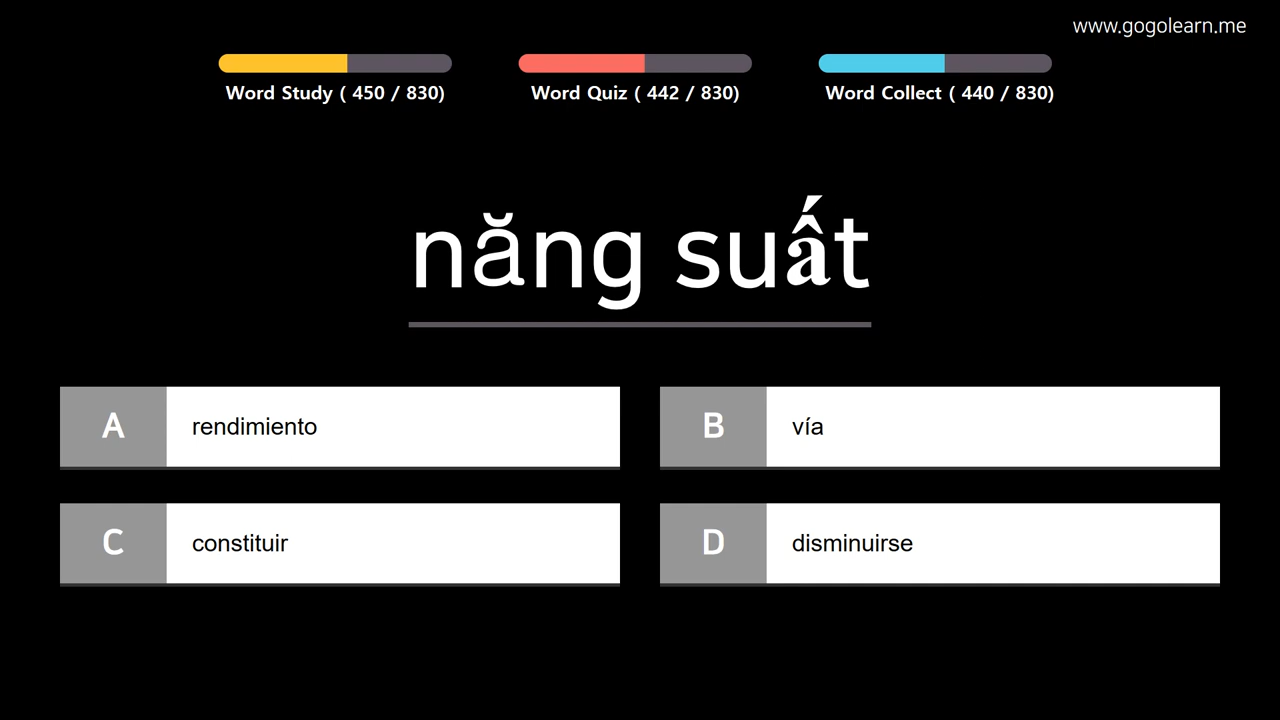 www.gogolearn.me
Word Study ( 450 / 830)
Word Quiz ( 442 / 830)
Word Collect ( 440 / 830)
năng suất
A rendimiento
B vía
C constituir
D disminuirse